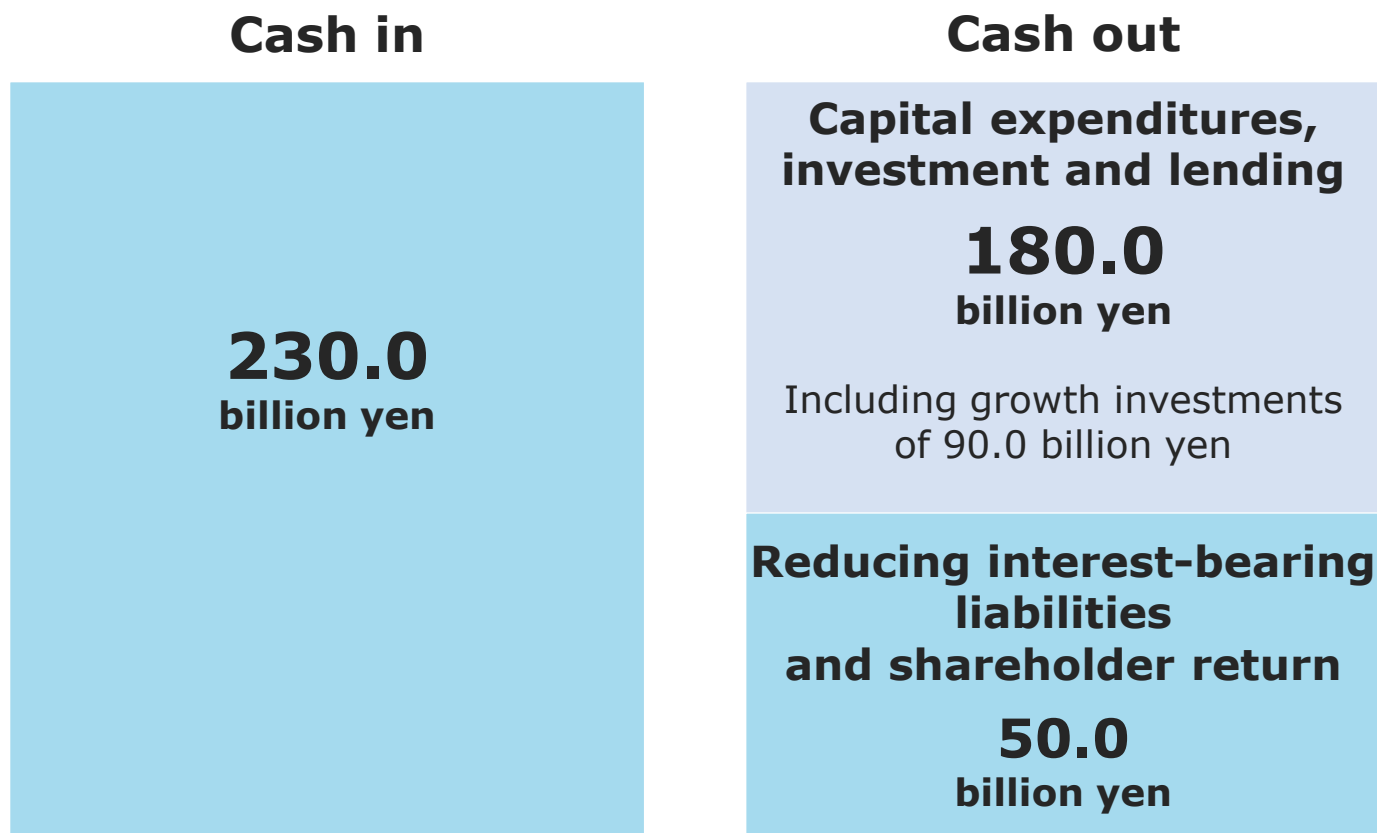 Cash in
230.0
billion yen
Cash out
Capital expenditures,
investment and lending
180.0
billion yen
Including growth investments
of 90.0 billion yen
Reducing interest-bearing
liabilities
and shareholder return
50.0
billion yen